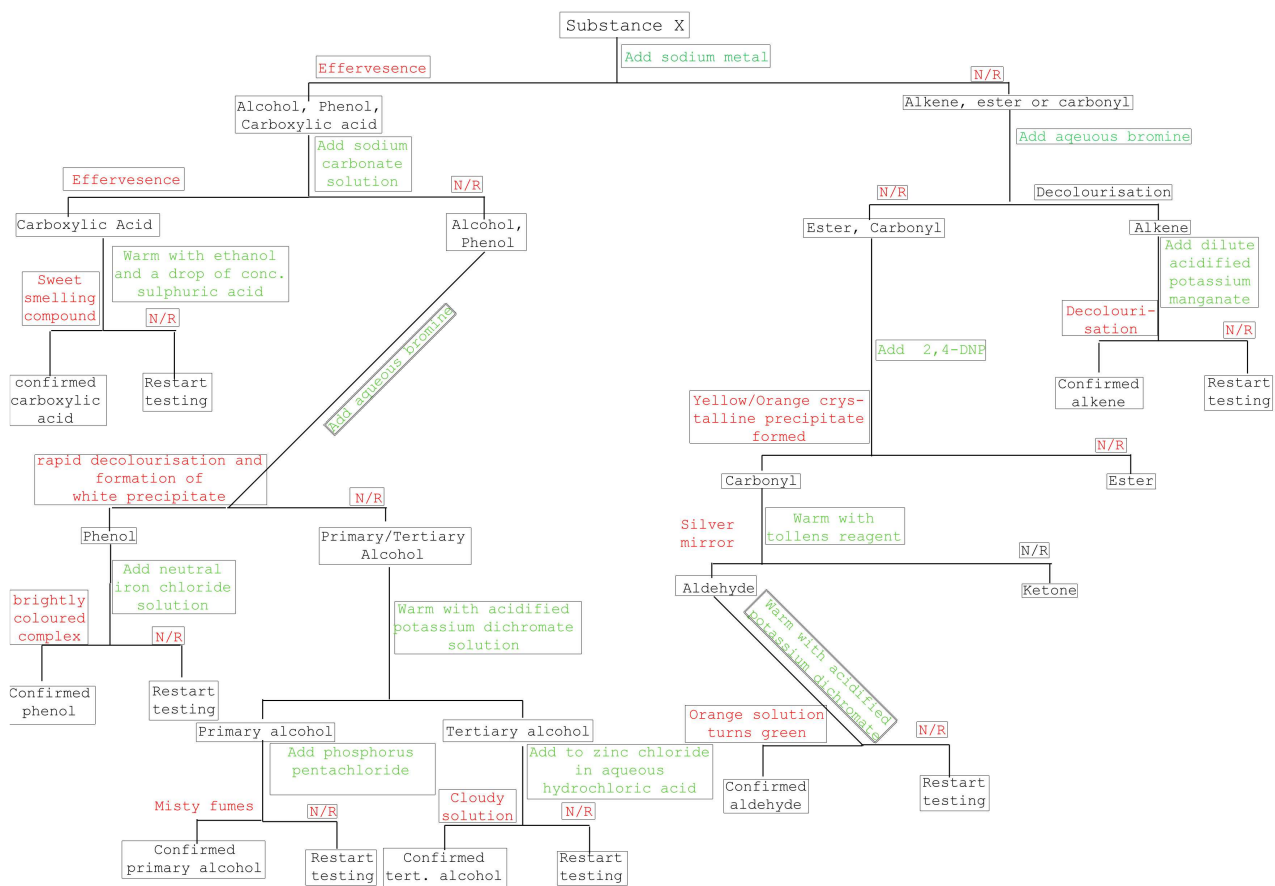 Substance X
Add sodium metal
Effervesence
N/R
Alcohol, Phenol,
Carboxylic acid
Alkene, ester or carbonyl
Add sodium
carbonate
solution
Add aqeuous bromine
Effervesence
N/R
N/R
Decolourisation
Carboxylic Acid
Alcohol,
Phenol
Ester, Carbonyl
Alkene
Warm with ethanol
and a drop of conc.
sulphuric acid
Add dilute
acidified
potassium
manganate
Sweet
smelling
compound
N/R
Add aqueous bromine
Decolouri-
sation
N/R
Add 2,4-DNP
confirmed
carboxylic
acid
Restart
testing
Confirmed
alkene
Restart
testing
Yellow/Orange crys-
talline precipitate
formed
N/R
rapid decolourisation and
formation of
white precipitate
N/R
Carbonyl
Ester
Phenol
Primary/Tertiary
Alcohol
Silver
mirror
Warm with
tollens reagent
N/R
Add neutral
iron chloride
solution
Aldehyde
Ketone
brightly
coloured
complex
N/R
Warm with acidified
potassium dichromate
solution
Warm with acidified
potassium dichromate
Confirmed
phenol
Restart
testing
Primary alcohol
Tertiary alcohol
Orange solution
turns green
N/R
Add phosphorus
pentachloride
Add to zinc chloride
in aqueous
hydrochloric acid
Confirmed
aldehyde
Restart
testing
Misty fumes
N/R
Cloudy
solution
N/R
Confirmed
primary alcohol
Restart
testing
Confirmed
tert. alcohol
Restart
testing